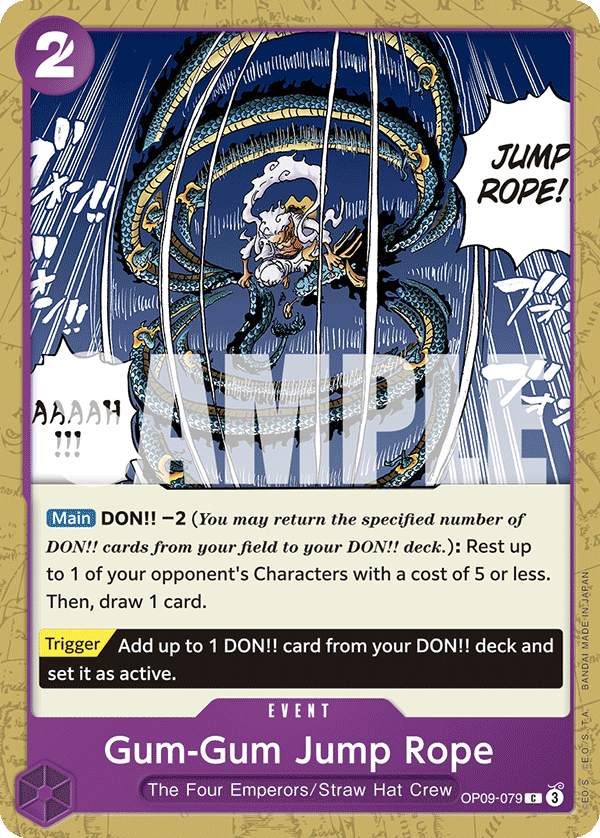 2
JUMP
ROPE!
AAAAH
!!!
SAMPLE
Main DON!! −2 (You may return the specified number of
DON!! cards from your field to your DON!! deck.): Rest up
to 1 of your opponent's Characters with a cost of 5 or less.
Then, draw 1 card.
Trigger Add up to 1 DON!! card from your DON!! deck and
set it as active.
EVENT
Gum-Gum Jump Rope
The Four Emperors/Straw Hat Crew
OP09-079 C 3
BANDAI MADE IN JAPAN